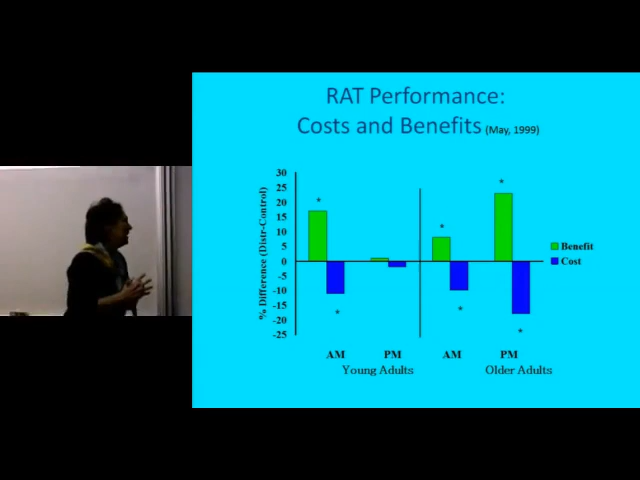 RAT Performance:
Costs and Benefits (May, 1999)
% Difference (Distr-Control)
30
25
20
15
10
5
0
-5
-10
-15
-20
-25
*
*
*
*
*
*
Benefit
Cost
AM
PM
AM
PM
Young Adults
Older Adults